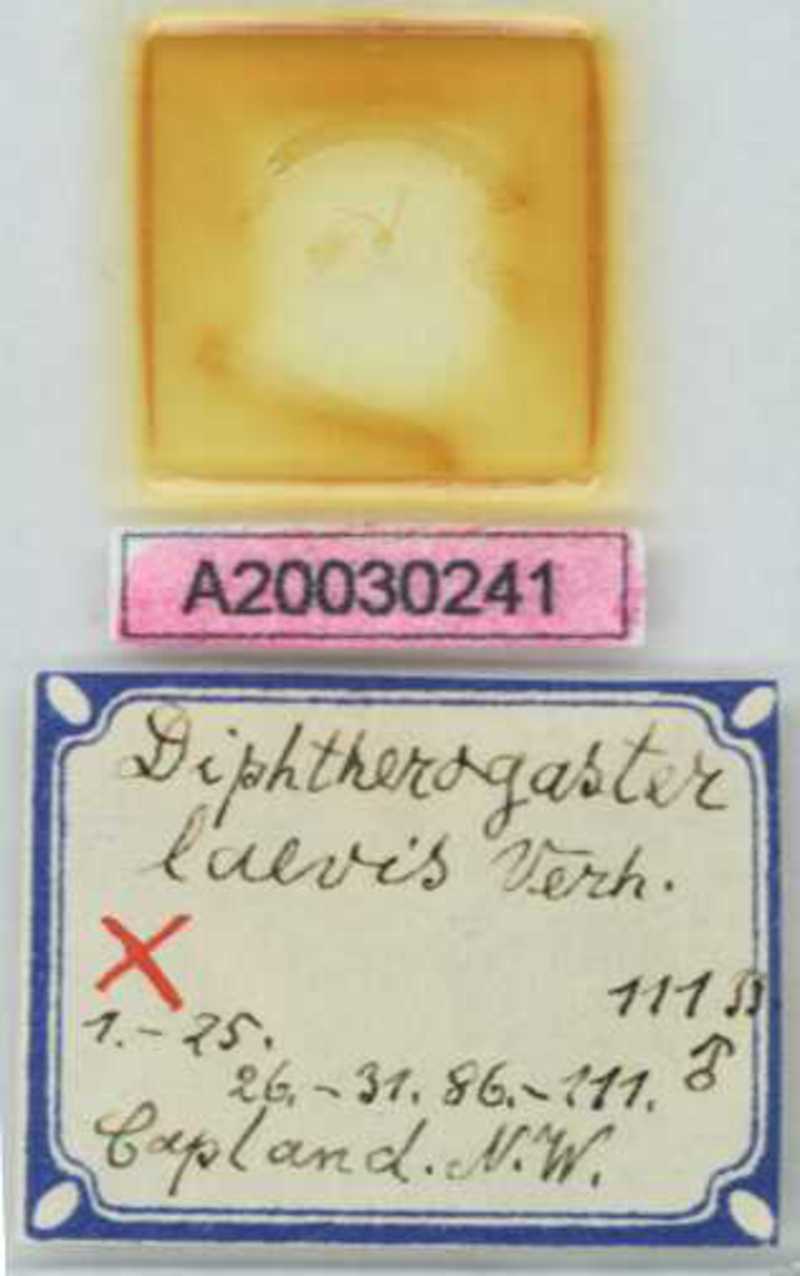 A20030241
Diphtherogaster
laevis Verh.
111
1.-25. ♂
26.-31. 86.-111.
Capland. N.W.